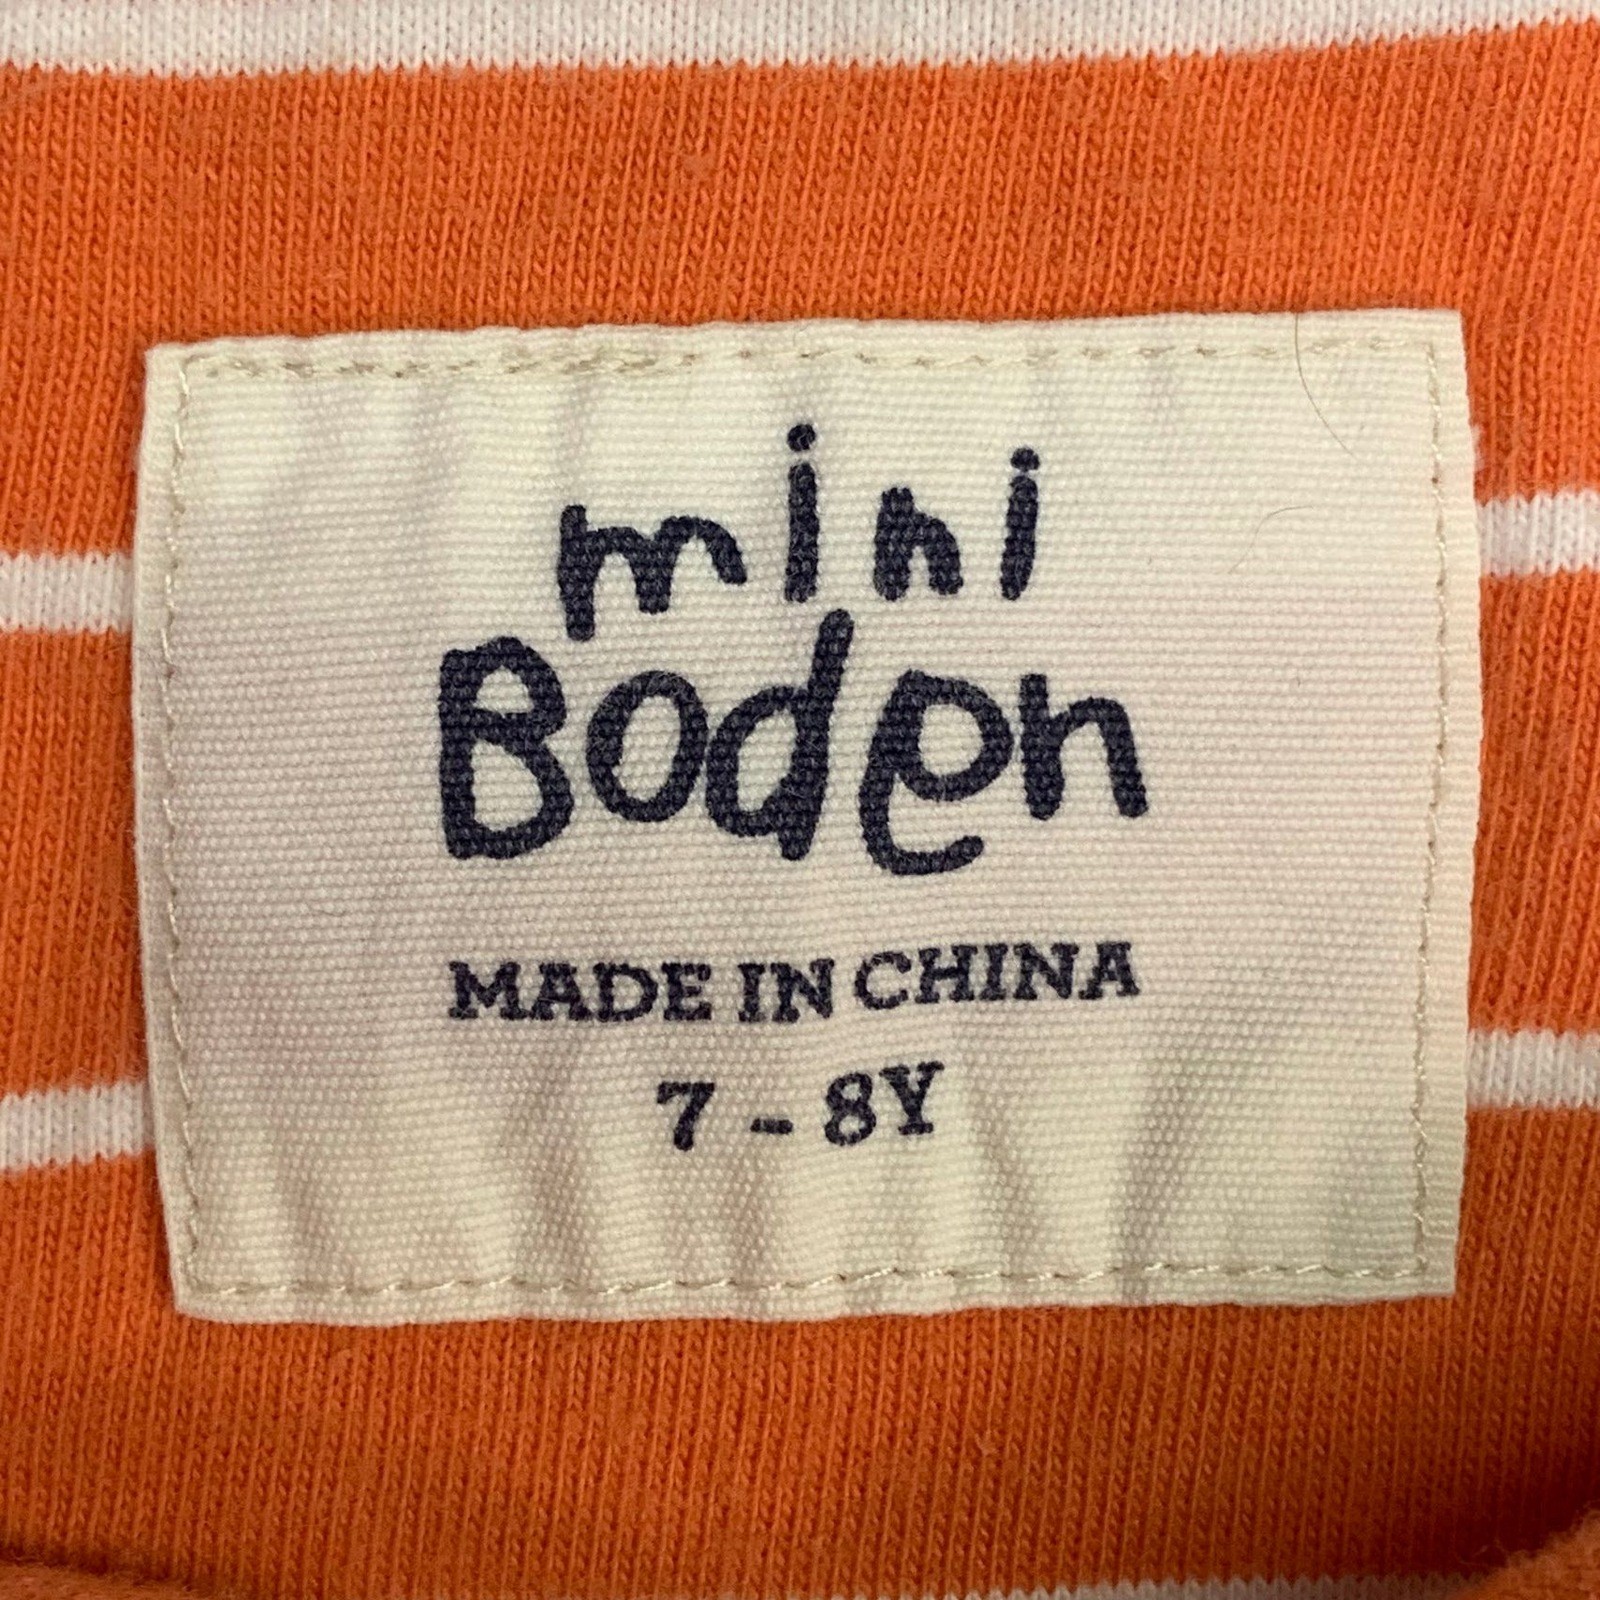 mini
Boden
MADE IN CHINA
7 - 8Y